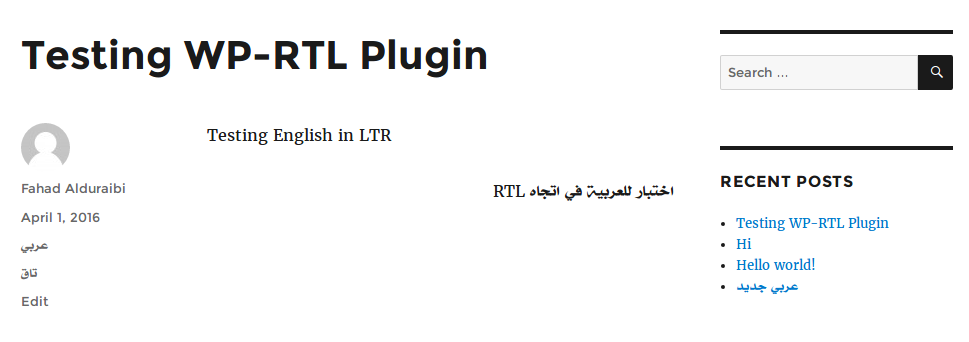 Testing WP-RTL Plugin
Fahad Alduraibi
April 1, 2016
عربي
تاق
Edit
Testing English in LTR
اختبار للعربية في اتجاه RTL
Search ...
RECENT POSTS
Testing WP-RTL Plugin
Hi
Hello world!
عربي جديد